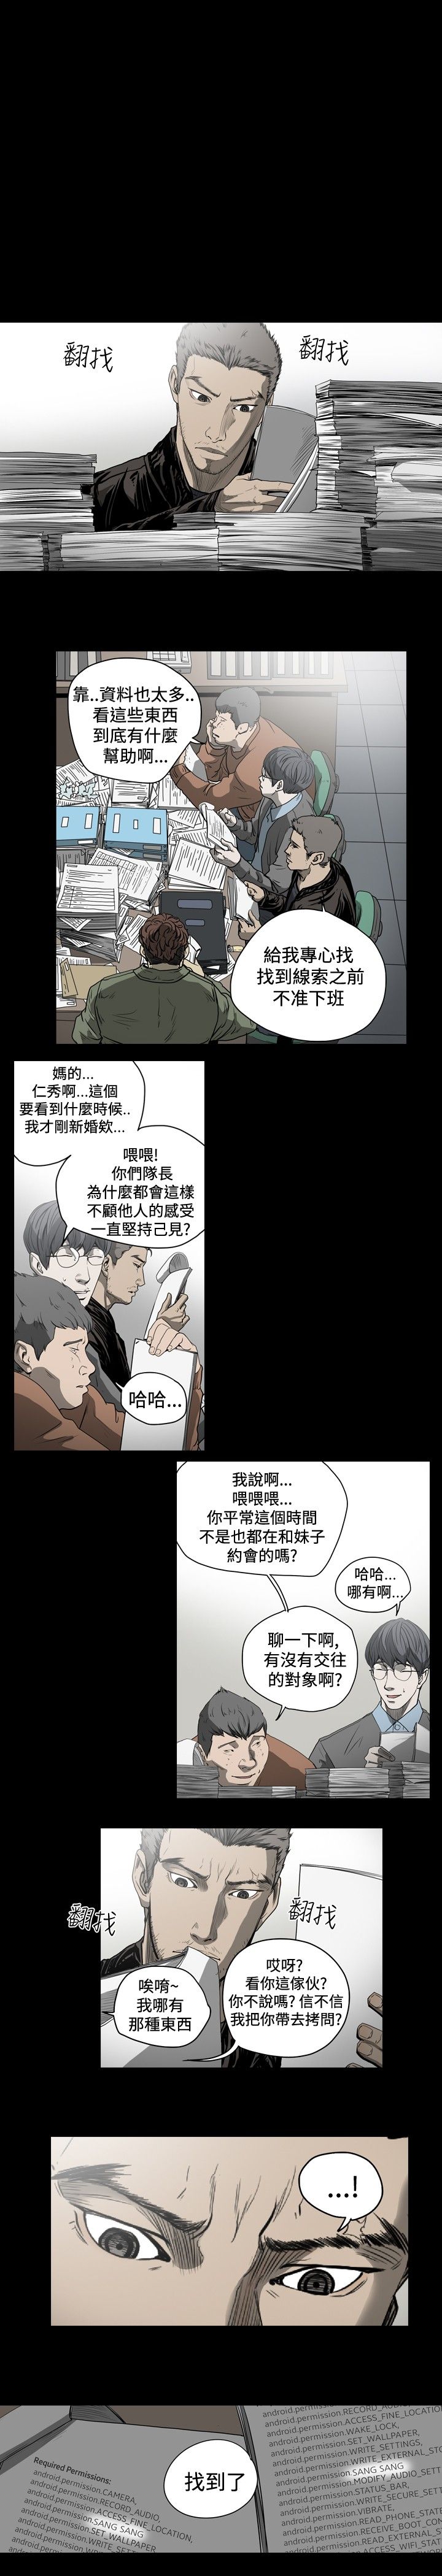 翻找
翻找
靠..資料也太多..
看這些東西
到底有什麼
幫助啊...
給我專心找
找到線索之前
不准下班
媽的...
仁秀啊...這個
要看到什麼時候..
我才剛新婚欸...
喂喂!
你們隊長
為什麼都會這樣
不顧他人的感受
一直堅持己見?
哈哈...
我說啊...
喂喂喂...
你平常這個時間
不是也都在和妹子
約會的嗎?
哈哈...
哪有啊...
聊一下啊,
有沒有交往
的對象啊?
翻找
翻找
哎呀?
看你這傢伙?
你不說嗎? 信不信
我把你帶去拷問?
唉唷~
我哪有
那種東西
...!
Required Permissions:
android.permission.CAMERA,
android.permission.RECORD_AUDIO,
android.permission.ACCESS_FINE_LOCATION,
android.permission.SANG SANG
android.permission.SET_WALLPAPER
android.permission.WRITE_SETT
找到了
android.permission.RECORD_AUDIO
android.permission.ACCESS_FINE_LOCATIO
android.permission.WAKE_LOCK,
android.permission.SET_WALLPAPER,
android.permission.WRITE_SETTINGS,
android.permission.WRITE_EXTERNAL_STO
android.permission.SANG SANG
android.permission.MODIFY_AUDIO_SETT
android.permission.STATUS_BAR,
android.permission.WRITE_SECURE_SETT
android.permission.VIBRATE,
android.permission.READ_PHONE_STATE
android.permission.RECEIVE_BOOT_COM
android.permission.READ_EXTERNAL_S
android.permission.ACCESS_WIFI_STAT